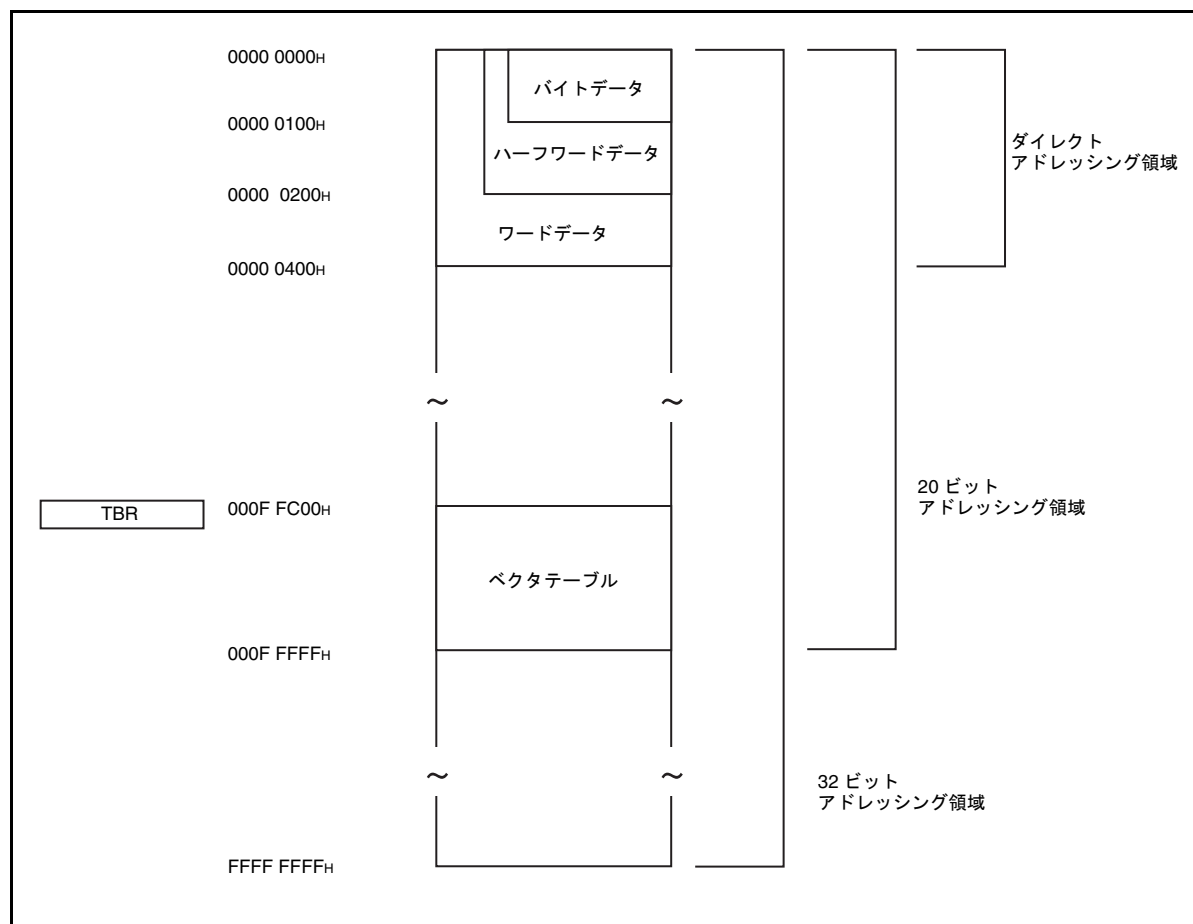 0000 0000H
バイトデータ
0000 0100H
ハーフワードデータ
ダイレクト
アドレッシング領域
0000 0200H
ワードデータ
0000 0400H
～ ～
TBR
000F FC00H
20 ビット
アドレッシング領域
ベクタテーブル
000F FFFFH
～ ～
32 ビット
アドレッシング領域
FFFF FFFFH